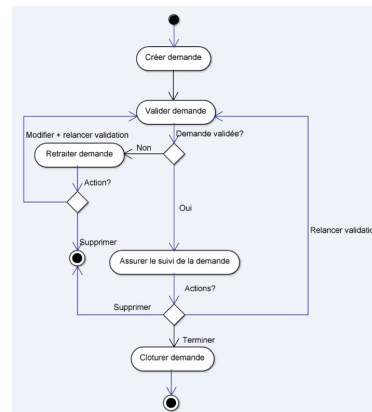 Créer demande
Valider demande
Modifier + relancer validation
Demande validée?
Retraiter demande
Non
Action?
Oui
Relancer validatio
Supprimer
Assurer le suivi de la demande
Actions?
Supprimer
Terminer
Cloturer demande